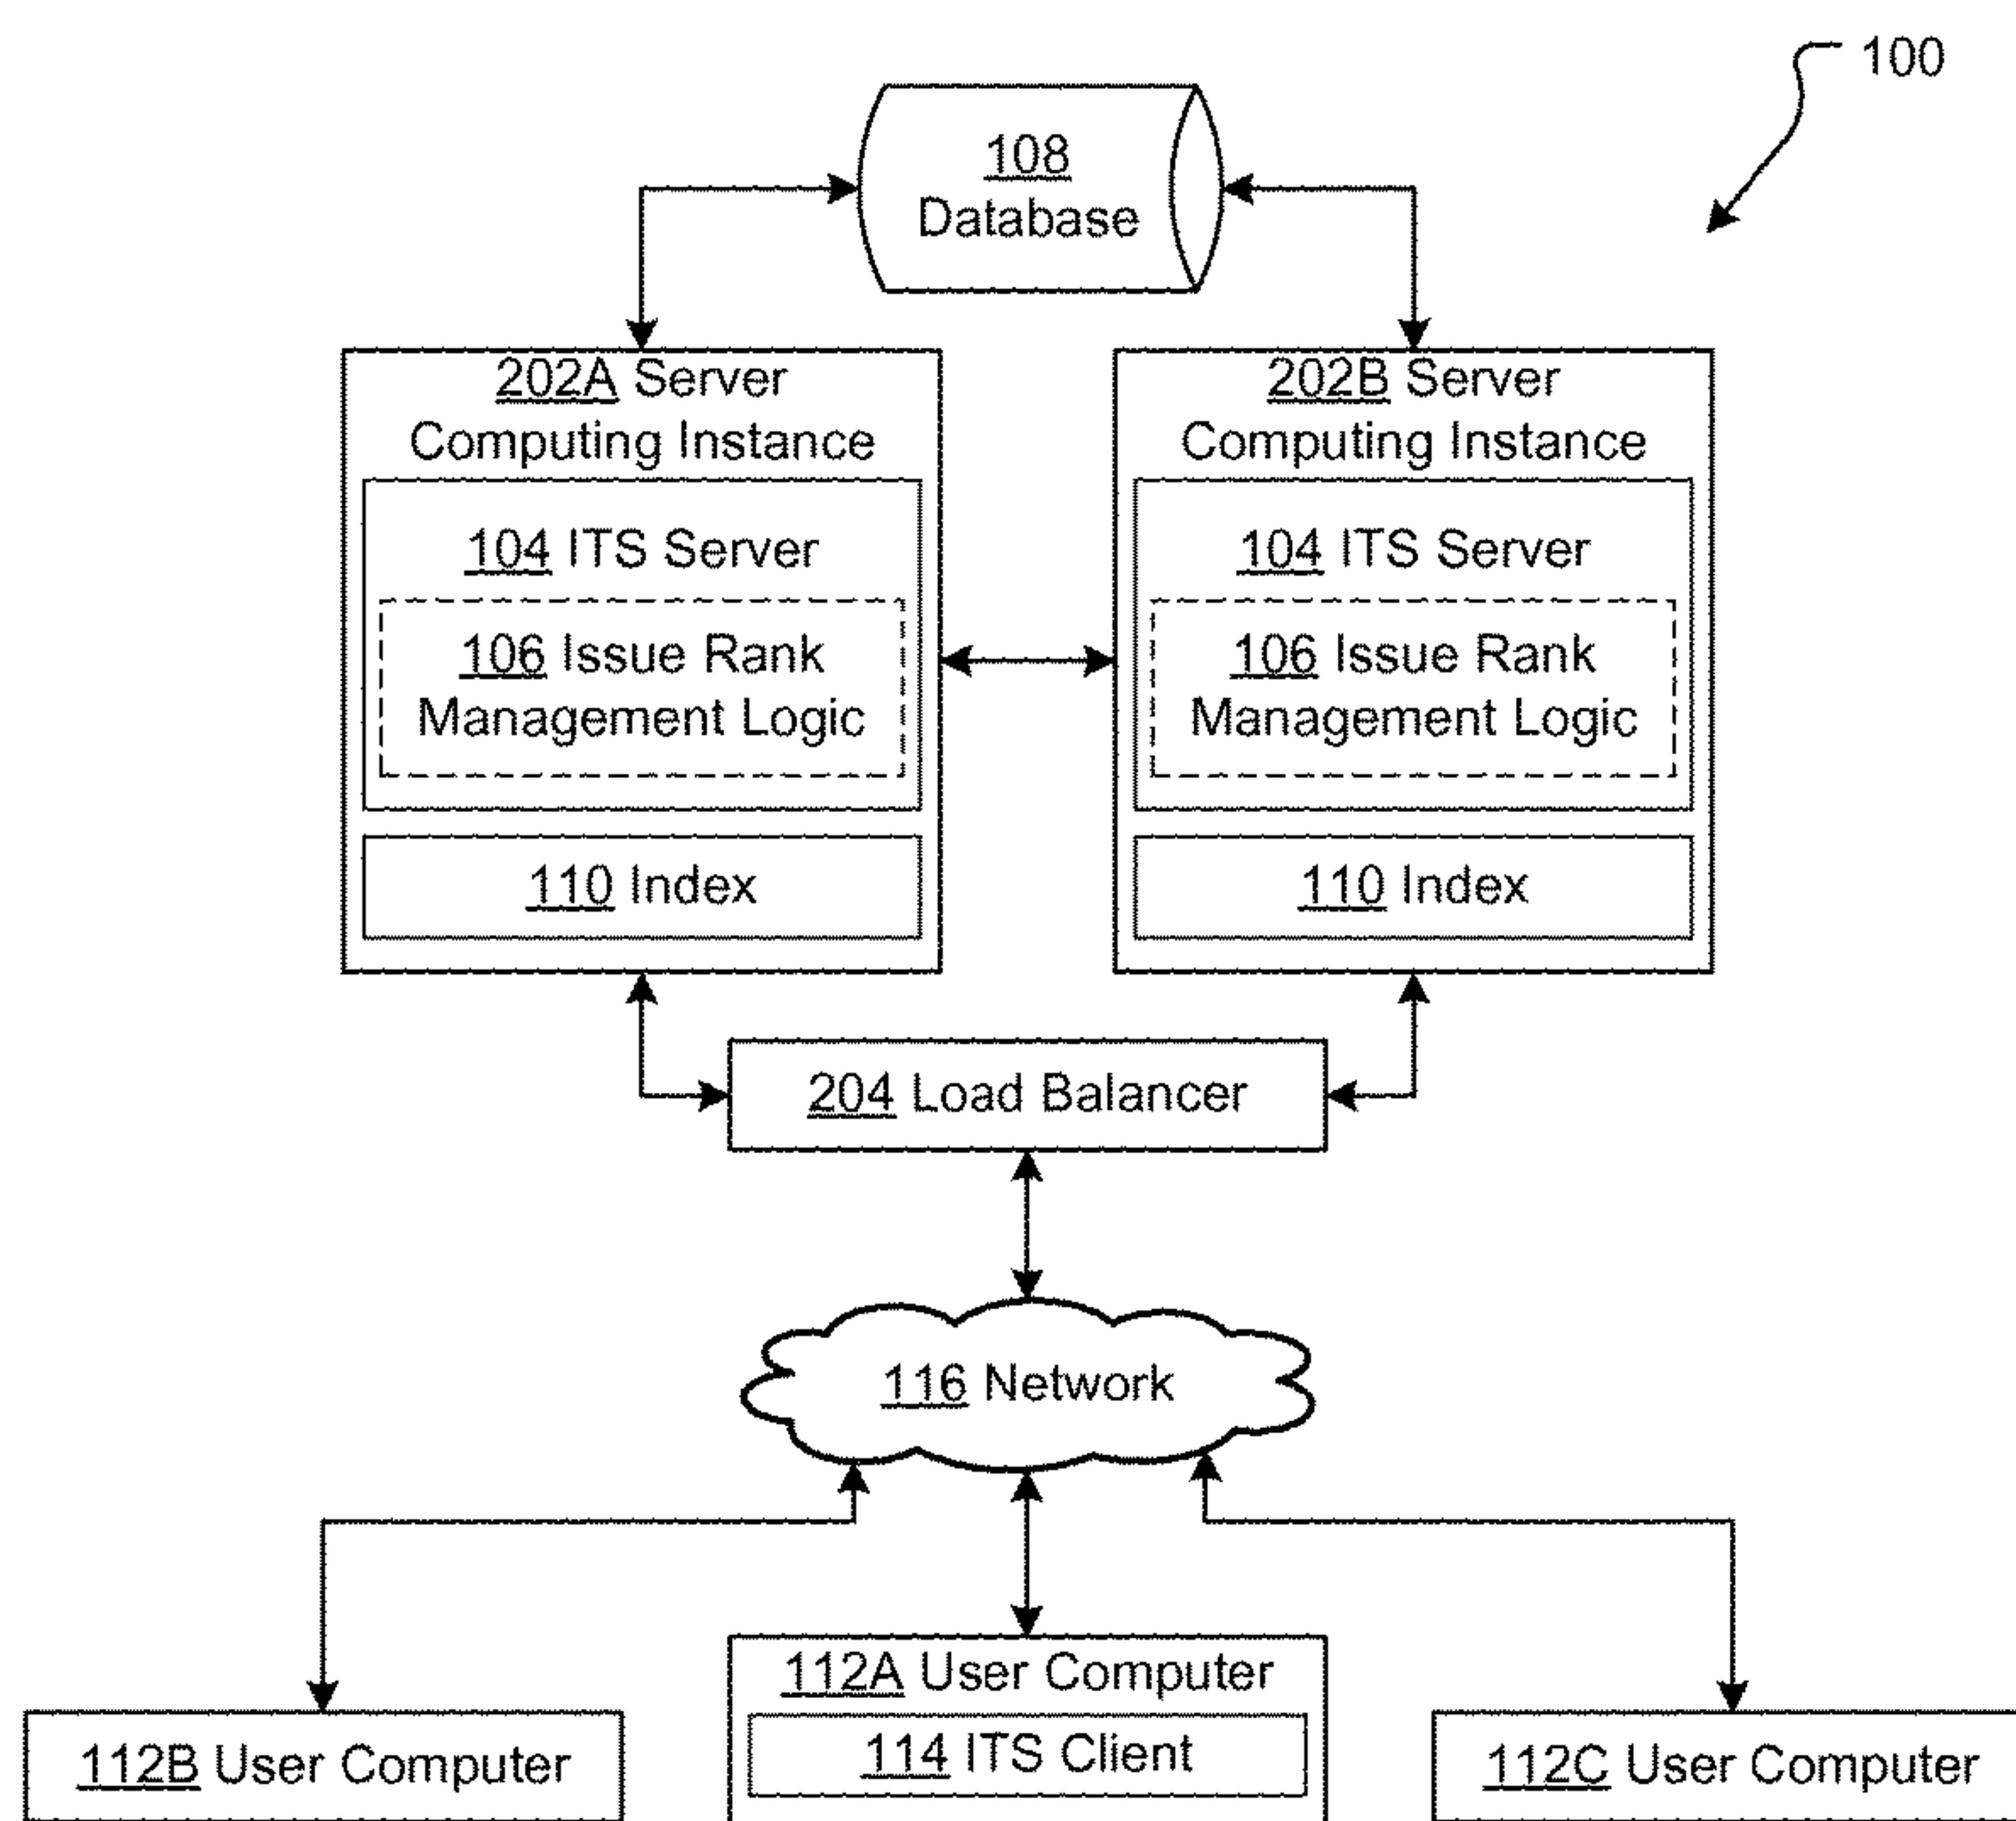 100
108
Database
202A Server
Computing Instance
104 ITS Server
106 Issue Rank
Management Logic
110 Index
202B Server
Computing Instance
104 ITS Server
106 Issue Rank
Management Logic
110 Index
204 Load Balancer
116 Network
112B User Computer
112A User Computer
114 ITS Client
112C User Computer